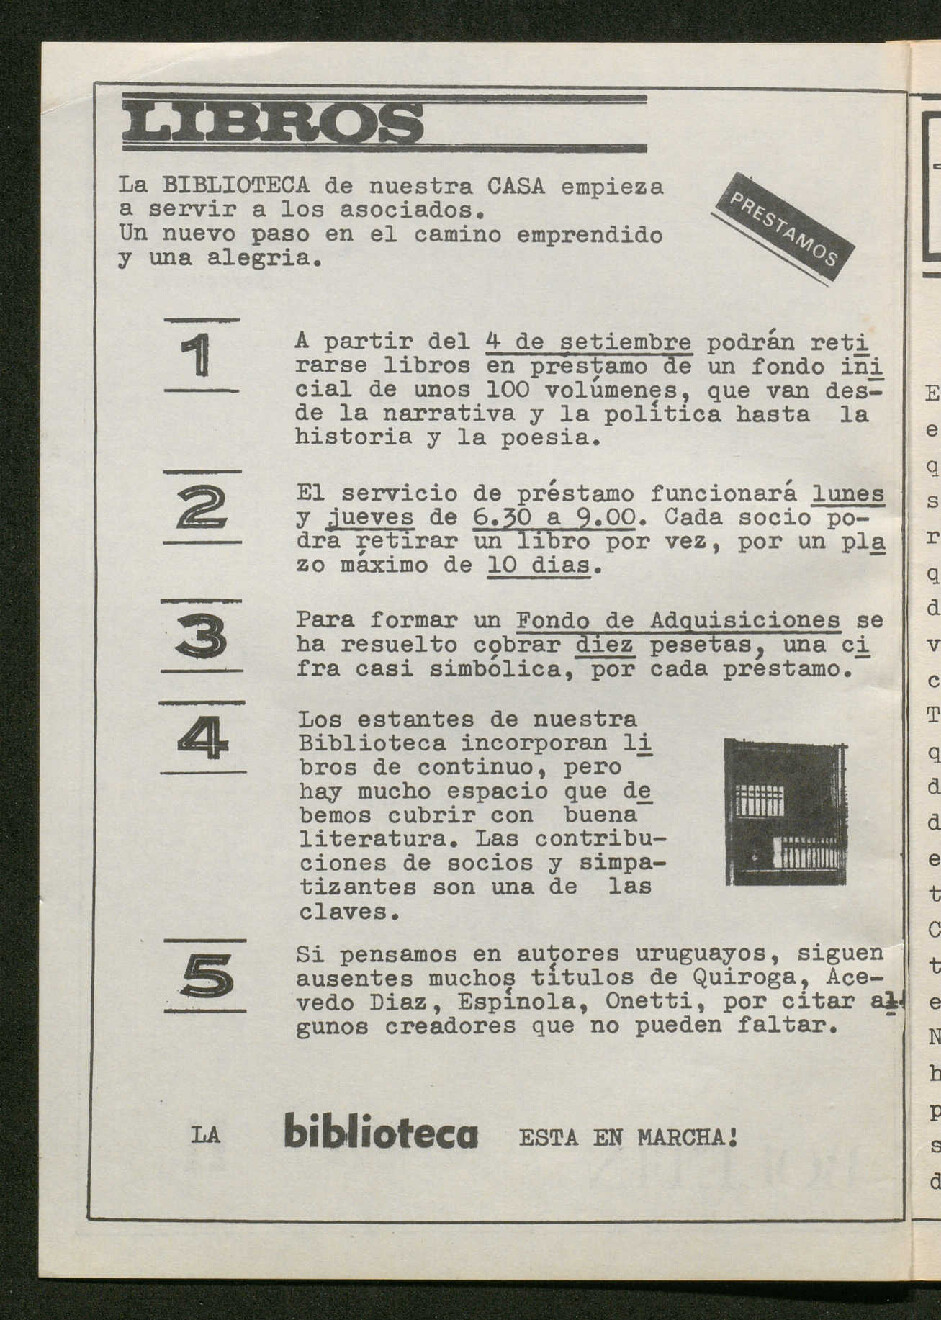 LIBROS
La BIBLIOTECA de nuestra CASA empieza
a servir a los asociados.
Un nuevo paso en el camino emprendido
y una alegria.
PRESTAMOS
1
A partir del 4 de setiembre podrán reti
rarse libros en préstamo de un fondo ini
cial de unos 100 volúmenes, que van des-
de la narrativa y la política hasta la
historia y la poesia.
2
El servicio de préstamo funcionará lunes
y jueves de 6.30 a 9.00. Cada socio po-
drá retirar un libro por vez, por un pla
zo máximo de 10 dias.
3
Para formar un Fondo de Adquisiciones se
ha resuelto cobrar diez pesetas, una ci
fra casi simbólica, por cada préstamo.
4
Los estantes de nuestra
Biblioteca incorporan li
bros de continuo, pero
hay mucho espacio que de
bemos cubrir con buena
literatura. Las contribu-
ciones de socios y simpa-
tizantes son una de las
claves.
5
Si pensamos en autores uruguayos, siguen
ausentes muchos títulos de Quiroga, Ace-
vedo Diaz, Espínola, Onetti, por citar al
gunos creadores que no pueden faltar.
LA biblioteca ESTA EN MARCHA!